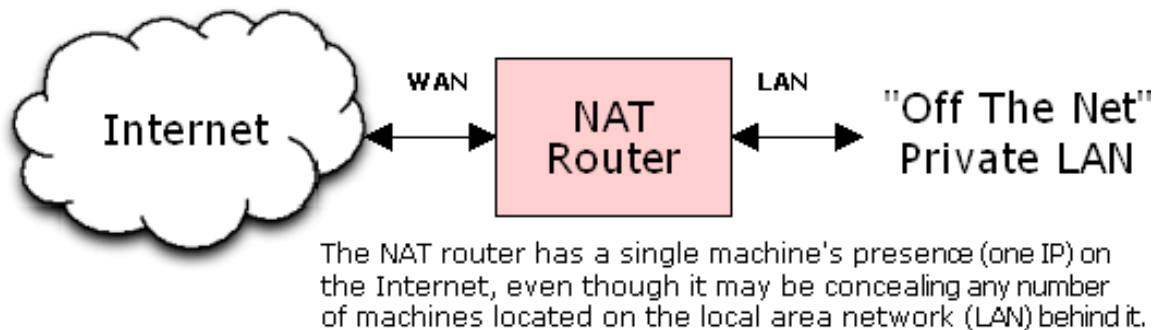 Internet
WAN
NAT
Router
LAN
"Off The Net"
Private LAN
The NAT router has a single machine's presence (one IP) on
the Internet, even though it may be concealing any number
of machines located on the local area network (LAN) behind it.